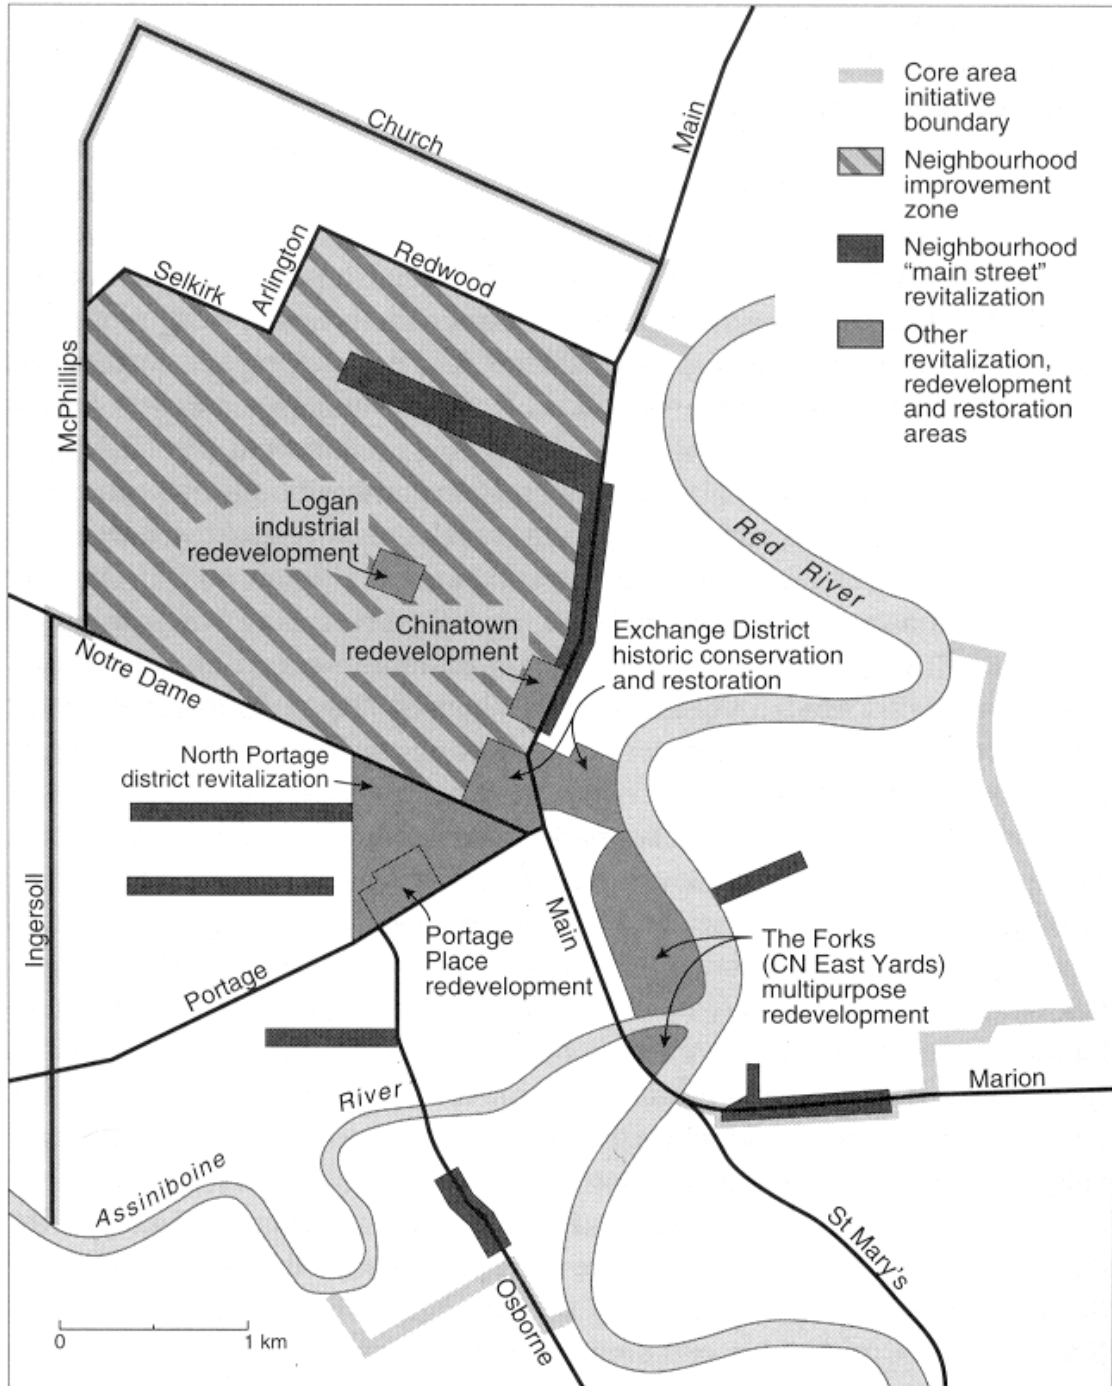 Core area
initiative
boundary
Neighbourhood
improvement
zone
Neighbourhood
"main street"
revitalization
Other
revitalization,
redevelopment
and restoration
areas
Church
Main
Selkirk
Arlington
Redwood
McPhillips
Logan
industrial
redevelopment
Red River
Chinatown
redevelopment
Exchange District
historic conservation
and restoration
Notre Dame
North Portage
district revitalization
Ingersoll
Main
Portage
Place
redevelopment
The Forks
(CN East Yards)
multipurpose
redevelopment
Portage
Marion
River
Assiniboine
St Mary's
Osborne
0 1 km